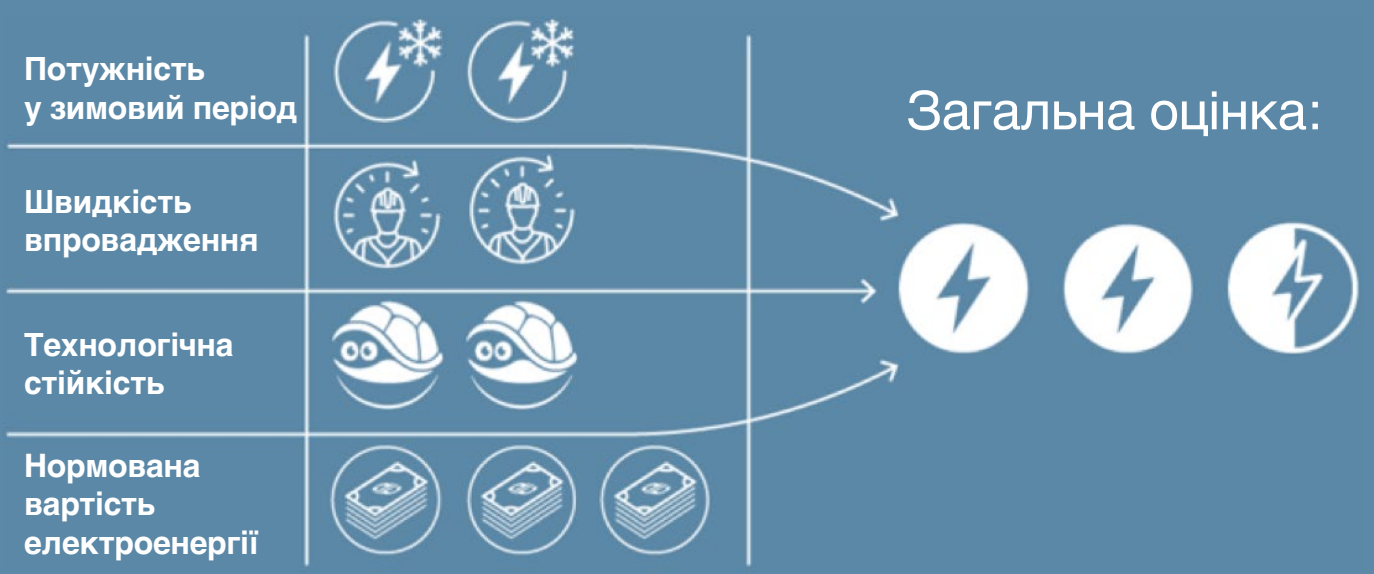 Потужність
у зимовий період
Загальна оцінка:
Швидкість
впровадження
Технологічна
стійкість
Нормована
вартість
електроенергії